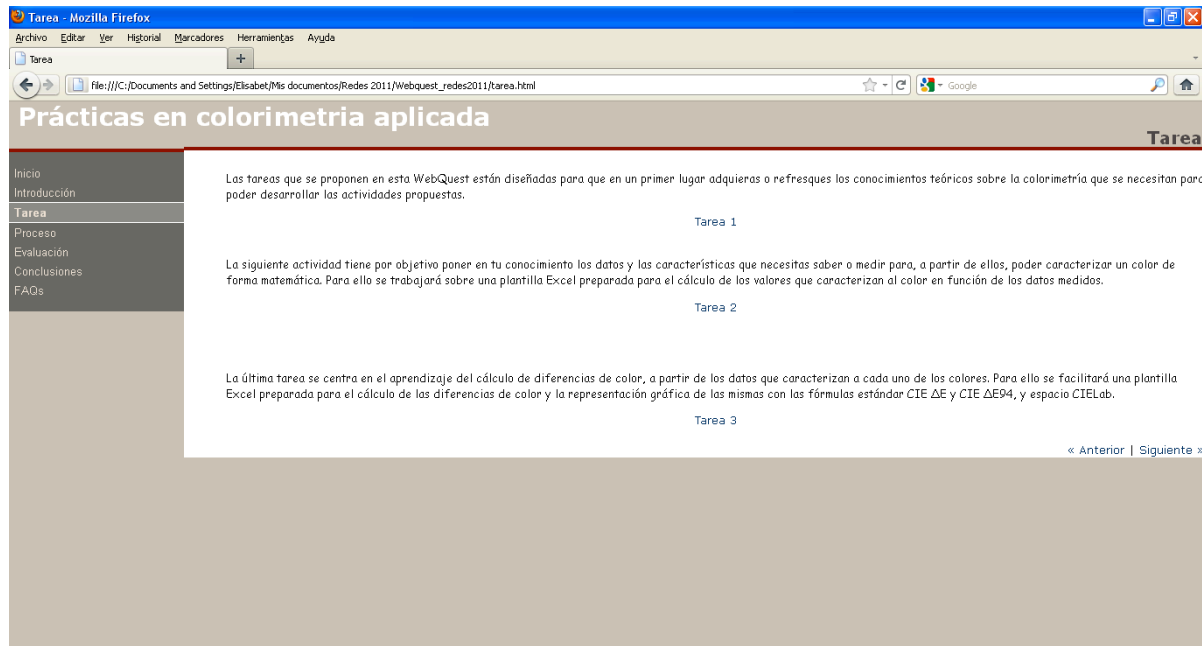 Tarea - Mozilla Firefox
Archivo Editar Ver Historial Marcadores Herramientas Ayuda
Tarea
file:///C:/Documents and Settings/Elisabet/Mis documentos/Redes 2011/Webquest_redes2011/tarea.html
Google
Prácticas en colorimetria aplicada
Tarea
Inicio
Introducción
Tarea
Proceso
Evaluación
Conclusiones
FAQs
Las tareas que se proponen en esta WebQuest están diseñadas para que en un primer lugar adquieras o refresques los conocimientos teóricos sobre la colorimetría que se necesitan para
poder desarrollar las actividades propuestas.
Tarea 1
La siguiente actividad tiene por objetivo poner en tu conocimiento los datos y las características que necesitas saber o medir para, a partir de ellos, poder caracterizar un color de
forma matemática. Para ello se trabajará sobre una plantilla Excel preparada para el cálculo de los valores que caracterizan al color en función de los datos medidos.
Tarea 2
La última tarea se centra en el aprendizaje del cálculo de diferencias de color, a partir de los datos que caracterizan a cada uno de los colores. Para ello se facilitará una plantilla
Excel preparada para el cálculo de las diferencias de color y la representación gráfica de las mismas con las fórmulas estándar CIE ΔE y CIE ΔE94, y espacio CIELab.
Tarea 3
« Anterior | Siguiente »